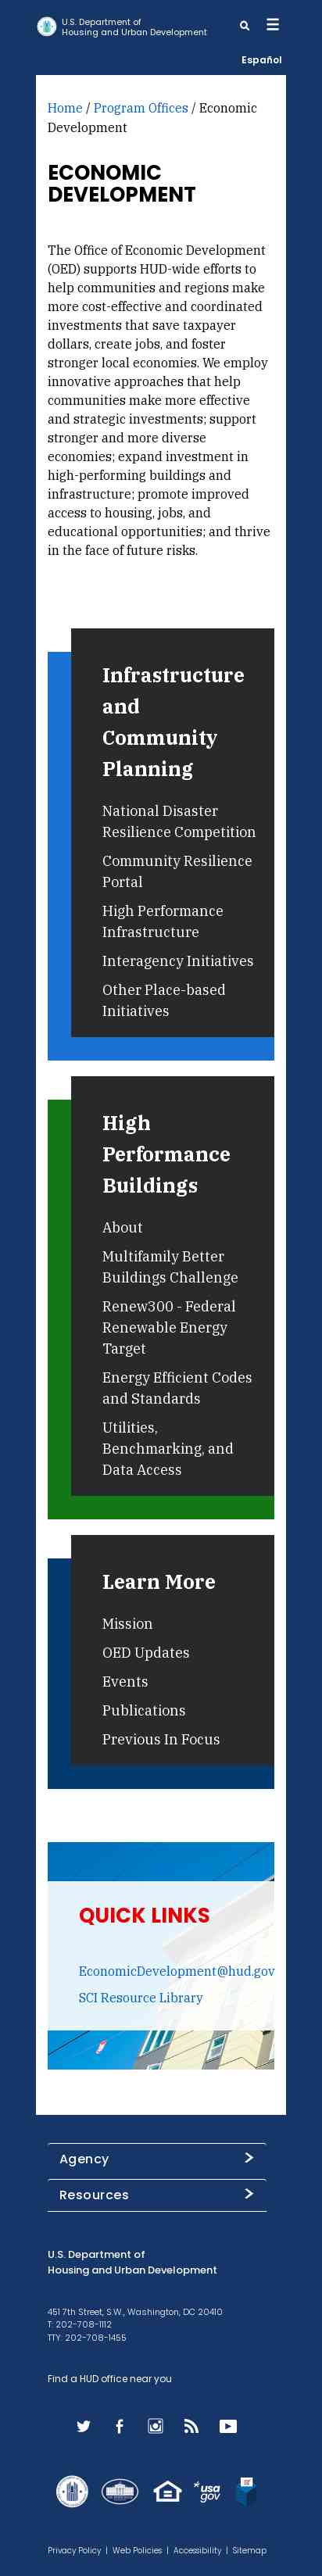 U.S. Department of
Housing and Urban Development
Español
Home / Program Offices / Economic
Development
ECONOMIC
DEVELOPMENT
The Office of Economic Development
(OED) supports HUD-wide efforts to
help communities and regions make
more cost-effective and coordinated
investments that save taxpayer
dollars, create jobs, and foster
stronger local economies. We employ
innovative approaches that help
communities make more effective
and strategic investments; support
stronger and more diverse
economies; expand investment in
high-performing buildings and
infrastructure; promote improved
access to housing, jobs, and
educational opportunities; and thrive
in the face of future risks.
Infrastructure
and
Community
Planning
National Disaster
Resilience Competition
Community Resilience
Portal
High Performance
Infrastructure
Interagency Initiatives
Other Place-based
Initiatives
High
Performance
Buildings
About
Multifamily Better
Buildings Challenge
Renew300 - Federal
Renewable Energy
Target
Energy Efficient Codes
and Standards
Utilities,
Benchmarking, and
Data Access
Learn More
Mission
OED Updates
Events
Publications
Previous In Focus
QUICK LINKS
EconomicDevelopment@hud.gov
SCI Resource Library
Agency
Resources
U.S. Department of
Housing and Urban Development
451 7th Street, S.W., Washington, DC 20410
T: 202-708-1112
TTY: 202-708-1455
Find a HUD office near you
usa
gov
Privacy Policy | Web Policies | Accessibility | Sitemap